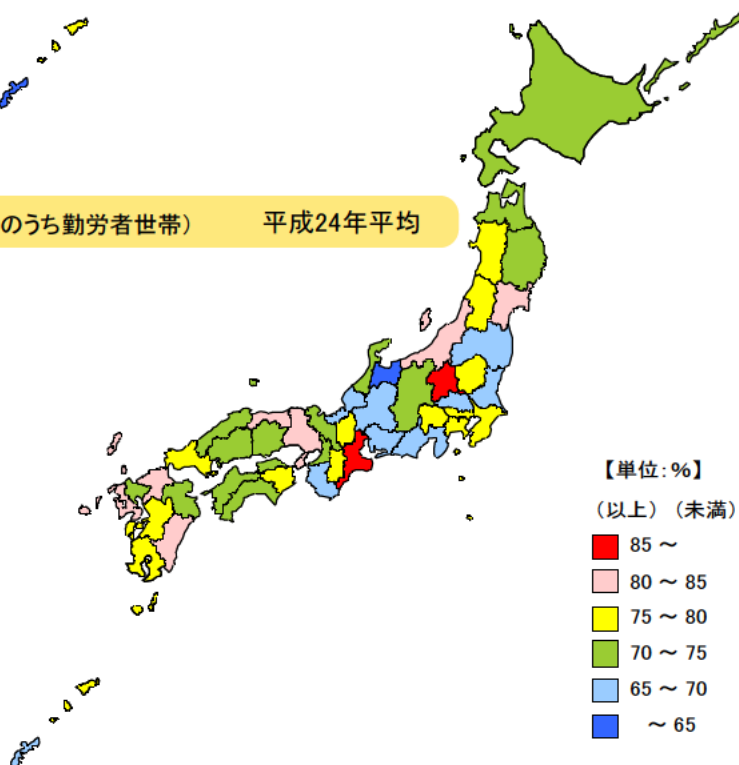 のうち勤労者世帯） 平成24年平均
【単位：％】
（以上）（未満）
85 ～
80 ～ 85
75 ～ 80
70 ～ 75
65 ～ 70
～ 65